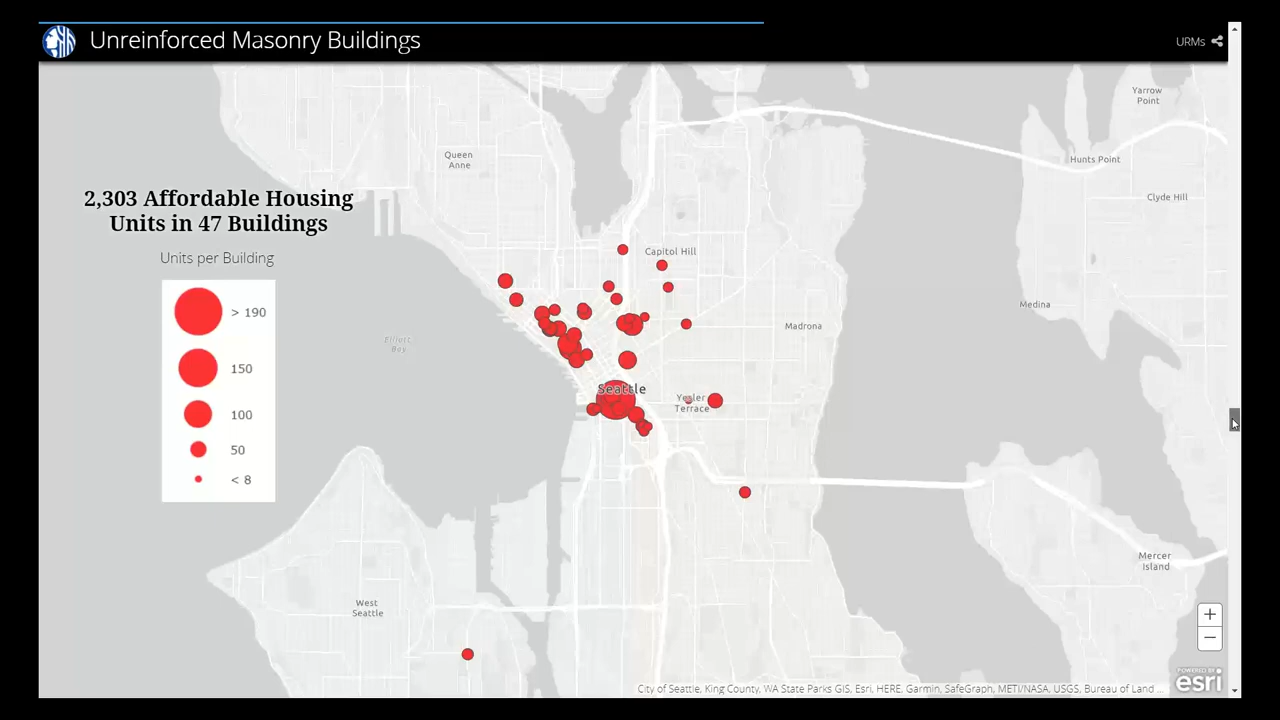 Unreinforced Masonry Buildings
URMs
Yarrow
Point
Queen
Anne
Hunts Point
Clyde Hill
2,303 Affordable Housing
Units in 47 Buildings
Units per Building
> 190
150
100
50
< 8
Capitol Hill
Medina
Madrona
Elliott
Bay
Seattle
Yesler
Terrace
Mercer
Island
West
Seattle
+
−
POWERED BY
esri
City of Seattle, King County, WA State Parks GIS, Esri, HERE, Garmin, SafeGraph, METI/NASA, USGS, Bureau of Land ...